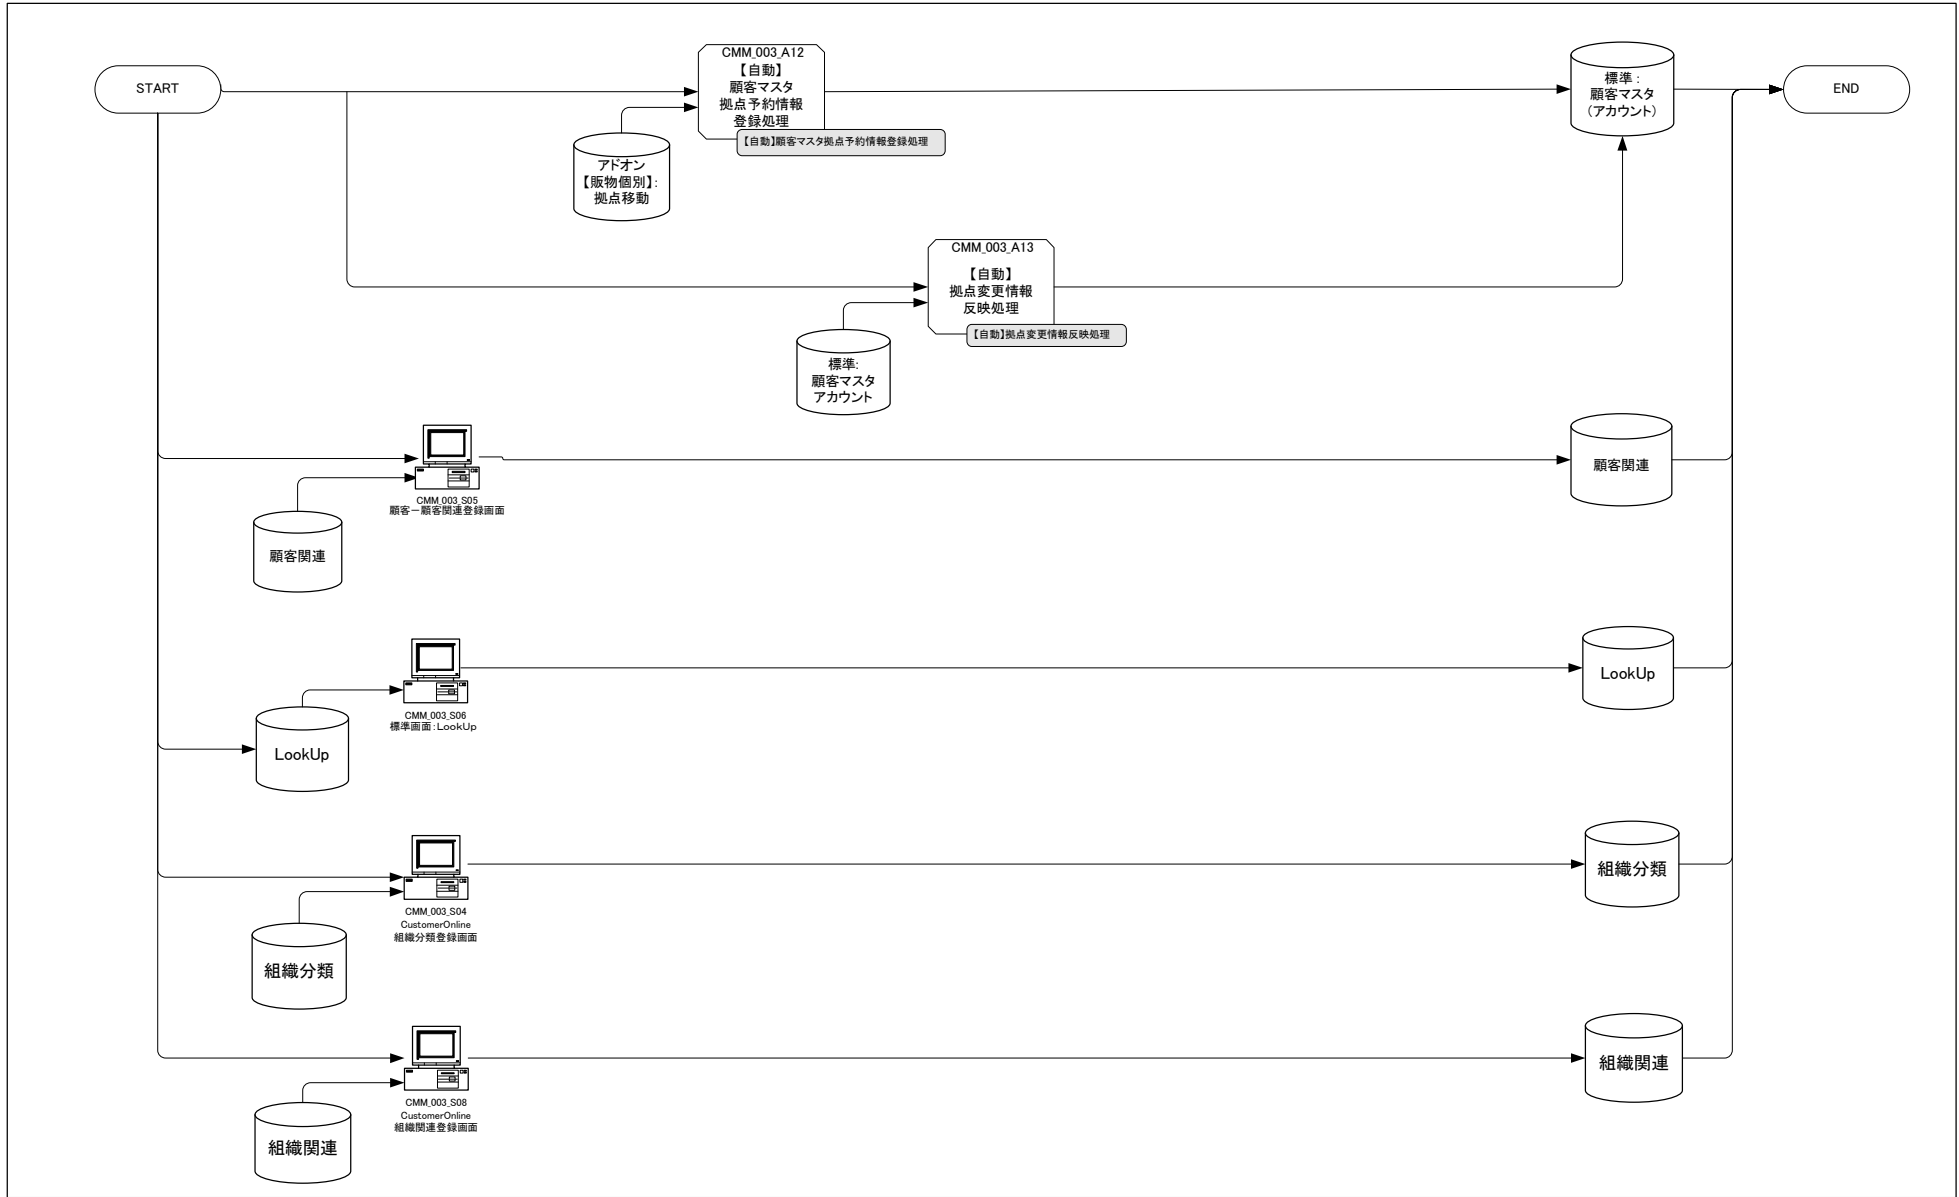 START
CMM_003_A12
【自動】
顧客マスタ
拠点予約情報
登録処理
【自動】顧客マスタ拠点予約情報登録処理
アドオン
【販物個別】：
拠点移動
標準：
顧客マスタ
（アカウント）
END
CMM_003_A13
【自動】
拠点変更情報
反映処理
【自動】拠点変更情報反映処理
標準：
顧客マスタ
アカウント
CMM_003_S05
顧客－顧客関連登録画面
顧客関連
顧客関連
CMM_003_S06
標準画面：LookUp
LookUp
LookUp
CMM_003_S04
CustomerOnline
組織分類登録画面
組織分類
組織分類
CMM_003_S08
CustomerOnline
組織関連登録画面
組織関連
組織関連